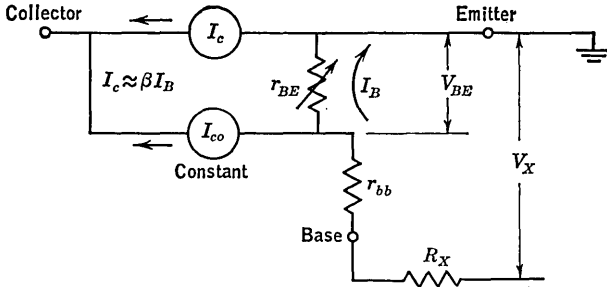 Collector
Emitter
I_c
I_c ≈ βI_B
r_BE
I_B
V_BE
I_co
Constant
V_X
r_bb
Base
R_X